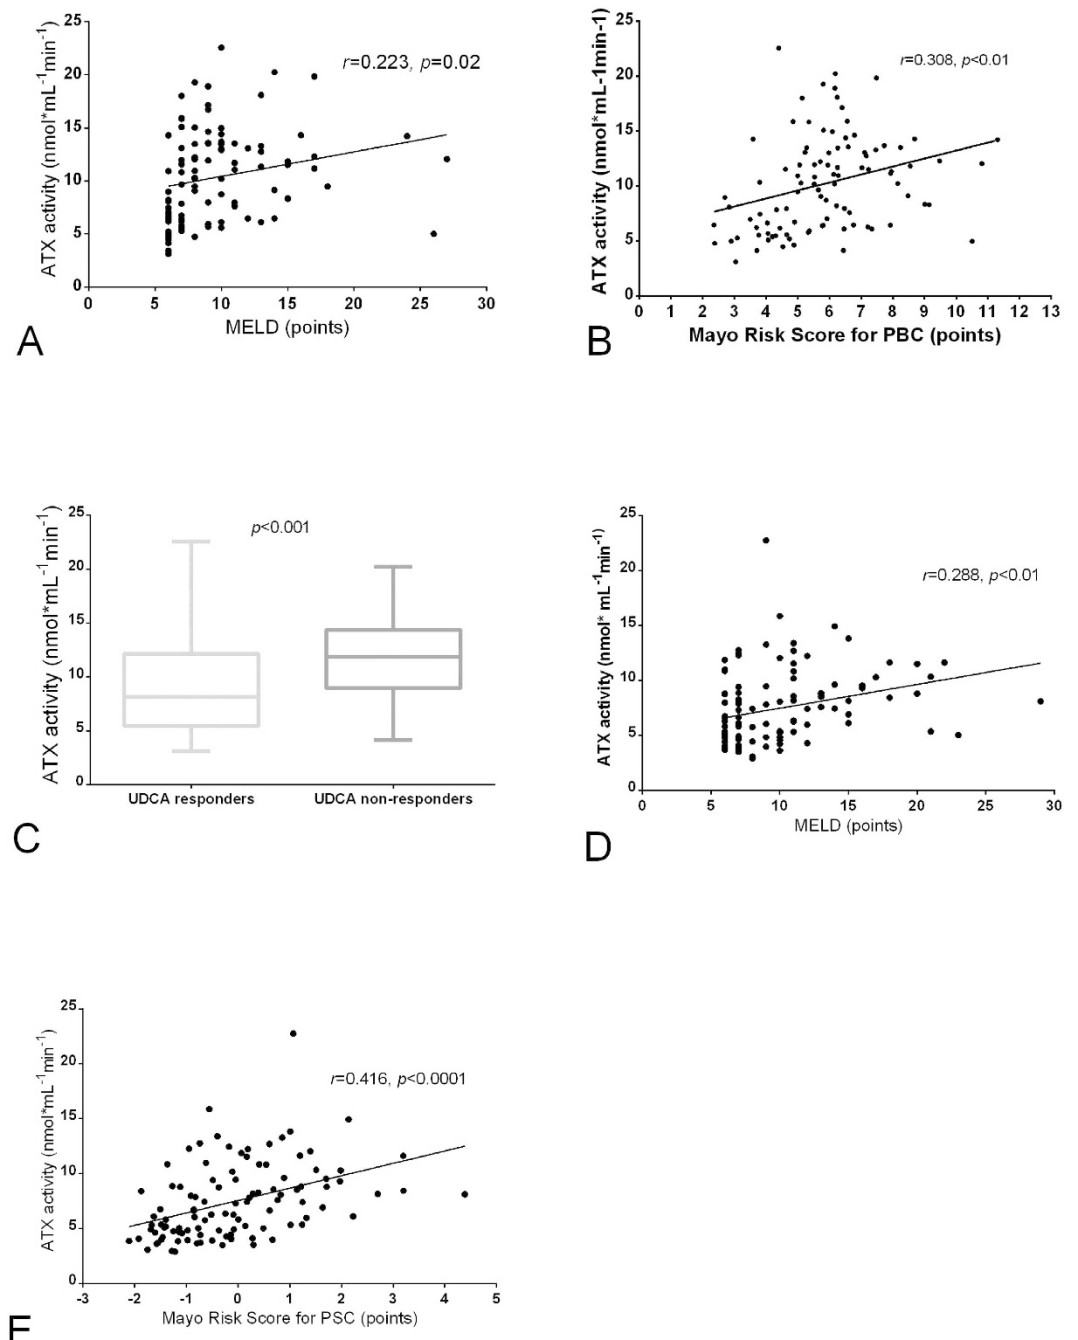 25
20
15
10
5
0
ATX activity (nmol*mL⁻¹min⁻¹)
r=0.223, p=0.02
0 5 10 15 20 25 30
MELD (points)
A
25
20
15
10
5
0
ATX activity (nmol*mL-1min-1)
r=0.308, p<0.01
0 1 2 3 4 5 6 7 8 9 10 11 12 13
Mayo Risk Score for PBC (points)
B
25
20
15
10
5
0
ATX activity (nmol*mL⁻¹min⁻¹)
p<0.001
UDCA responders UDCA non-responders
C
25
20
15
10
5
0
ATX activity (nmol* mL⁻¹min⁻¹)
r=0.288, p<0.01
0 5 10 15 20 25 30
MELD (points)
D
25
20
15
10
5
0
ATX activity (nmol*mL⁻¹min⁻¹)
r=0.416, p<0.0001
-3 -2 -1 0 1 2 3 4 5
Mayo Risk Score for PSC (points)
E